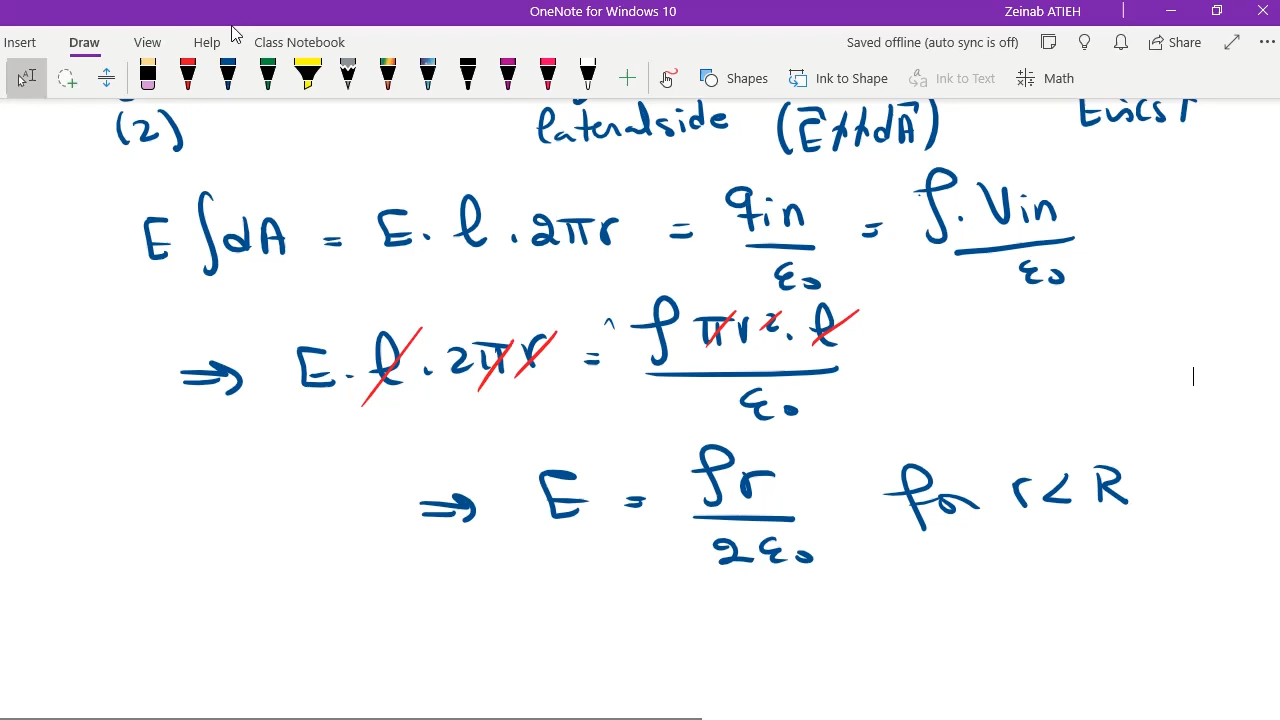 OneNote for Windows 10
Zeinab ATIEH
Insert Draw View Help Class Notebook Saved offline (auto sync is off) Share
Shapes Ink to Shape Ink to Text Math
(2) lateral side (E⃗ // dA⃗)
E ∫dA = E. ℓ . 2πr = qin/ε₀ = ρ. Vin/ε₀
⇒ E. ℓ . 2πr = ρ πr². ℓ/ε₀
⇒ E = ρr/2ε₀ for r < R